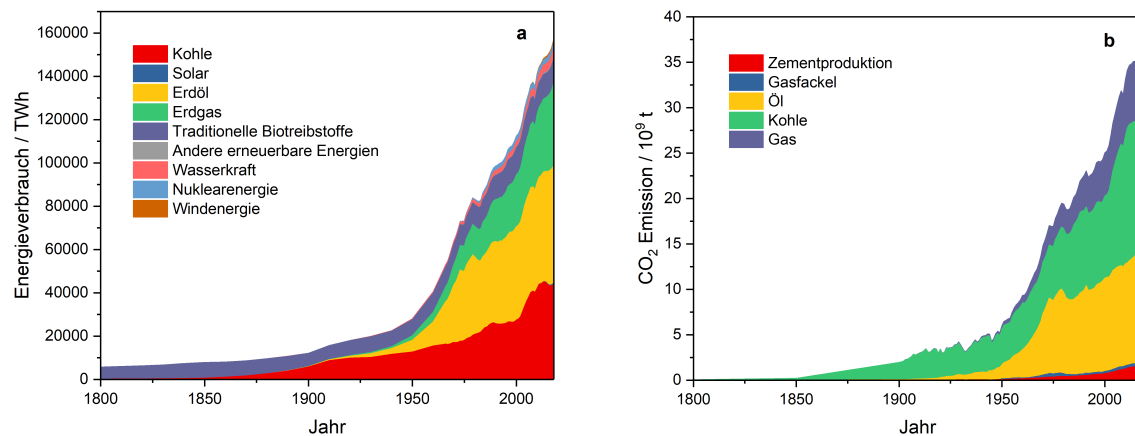 a
160000
140000
120000
100000
80000
60000
40000
20000
0
Energieverbrauch / TWh
Kohle
Solar
Erdöl
Erdgas
Traditionelle Biotreibstoffe
Andere erneuerbare Energien
Wasserkraft
Nuklearenergie
Windenergie
1800 1850 1900 1950 2000
Jahr
b
40
35
30
25
20
15
10
5
0
CO₂ Emission / 10⁹ t
Zementproduktion
Gasfackel
Öl
Kohle
Gas
1800 1850 1900 1950 2000
Jahr